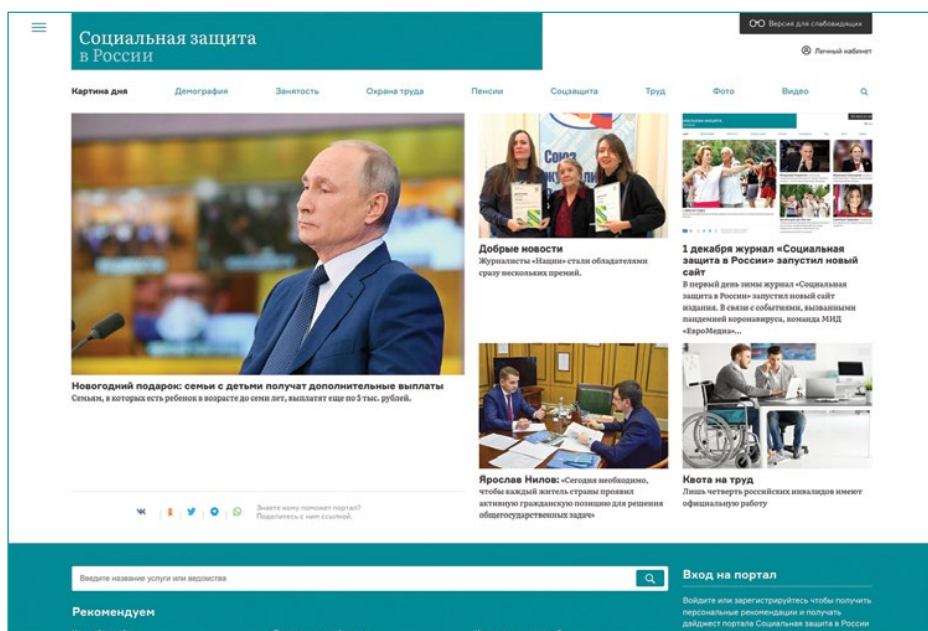 Социальная защита
в России
Версия для слабовидящих
Личный кабинет
Картина дня
Демография
Занятость
Охрана труда
Пенсии
Соцзащита
Труд
Фото
Видео
Новогодний подарок: семьи с детьми получат дополнительные выплаты
Семьям, в которых есть ребенок в возрасте до семи лет, выплатят еще по 5 тыс. рублей.
Союз
Добрые новости
Журналисты «Нации» стали обладателями
сразу нескольких премий.
1 декабря журнал «Социальная
защита в России» запустил новый
сайт
В первый день зимы журнал «Социальная
защита в России» запустил новый сайт
издания. В связи с событиями, вызванными
пандемией коронавируса, команда МИД
«ЕвроМедиа»...
Ярослав Нилов: «Сегодня необходимо,
чтобы каждый житель страны проявил
активную гражданскую позицию для решения
общегосударственных задач»
Квота на труд
Лишь четверть российских инвалидов имеют
официальную работу
Знаете кому поможет портал?
Поделитесь с ним ссылкой.
Введите название услуги или ведомства
Рекомендуем
Вход на портал
Войдите или зарегистрируйтесь чтобы получить
персональные рекомендации и получать
дайджест портала Социальная защита в России